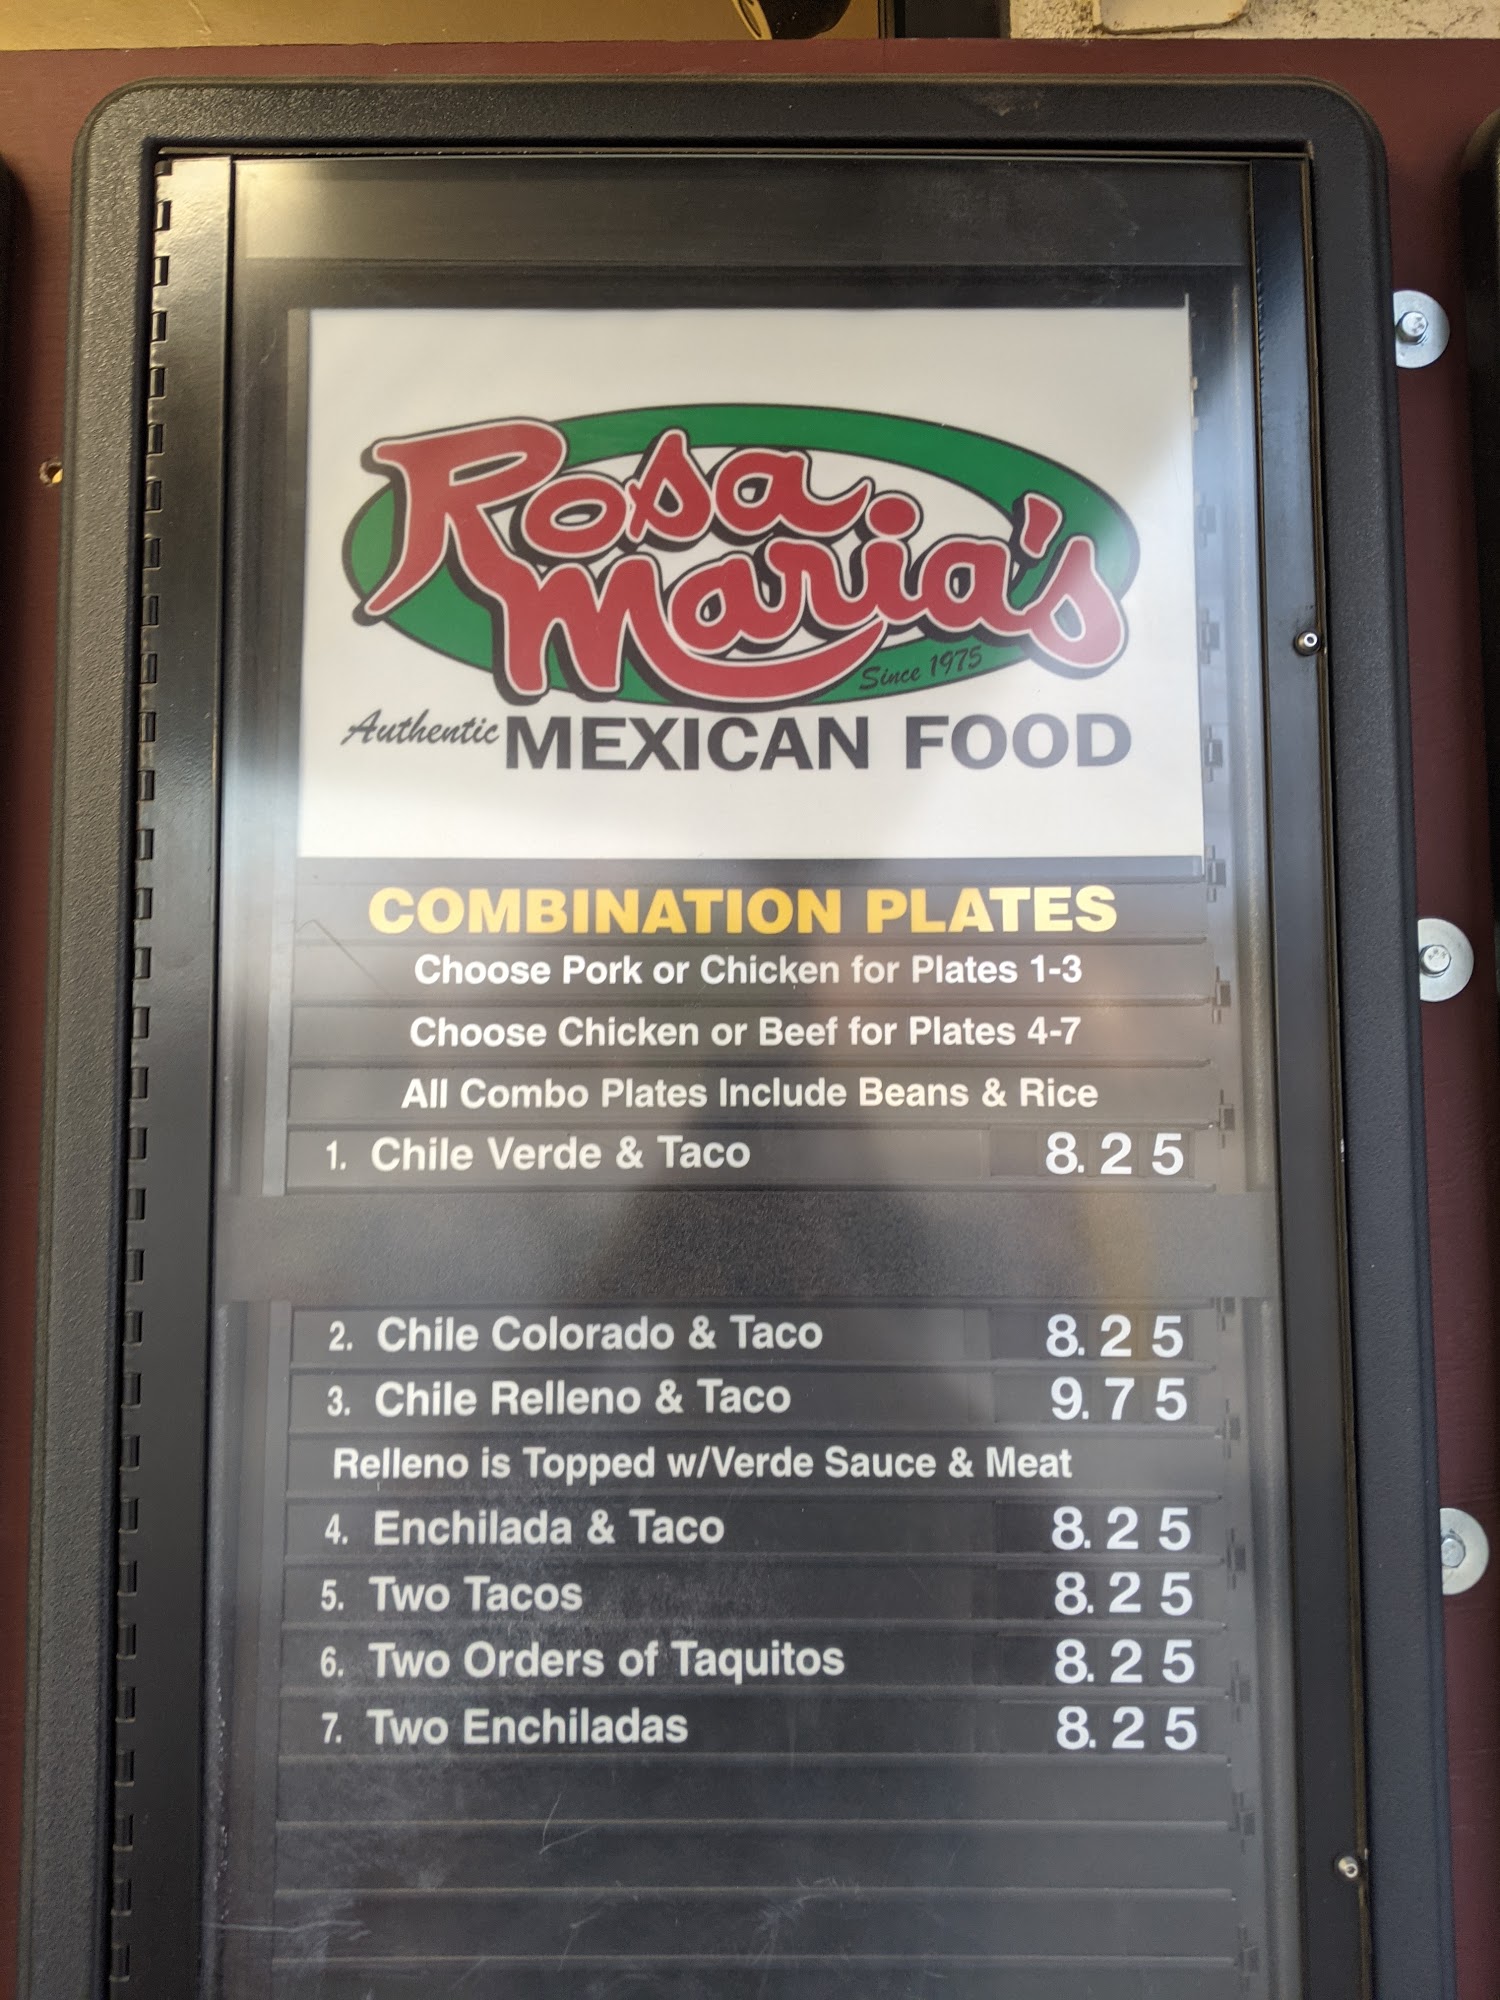 Rosa
Maria's
Since 1975
Authentic MEXICAN FOOD
COMBINATION PLATES
Choose Pork or Chicken for Plates 1-3
Choose Chicken or Beef for Plates 4-7
All Combo Plates Include Beans & Rice
1. Chile Verde & Taco 8.25
2. Chile Colorado & Taco 8.25
3. Chile Relleno & Taco 9.75
Relleno is Topped w/Verde Sauce & Meat
4. Enchilada & Taco 8.25
5. Two Tacos 8.25
6. Two Orders of Taquitos 8.25
7. Two Enchiladas 8.25